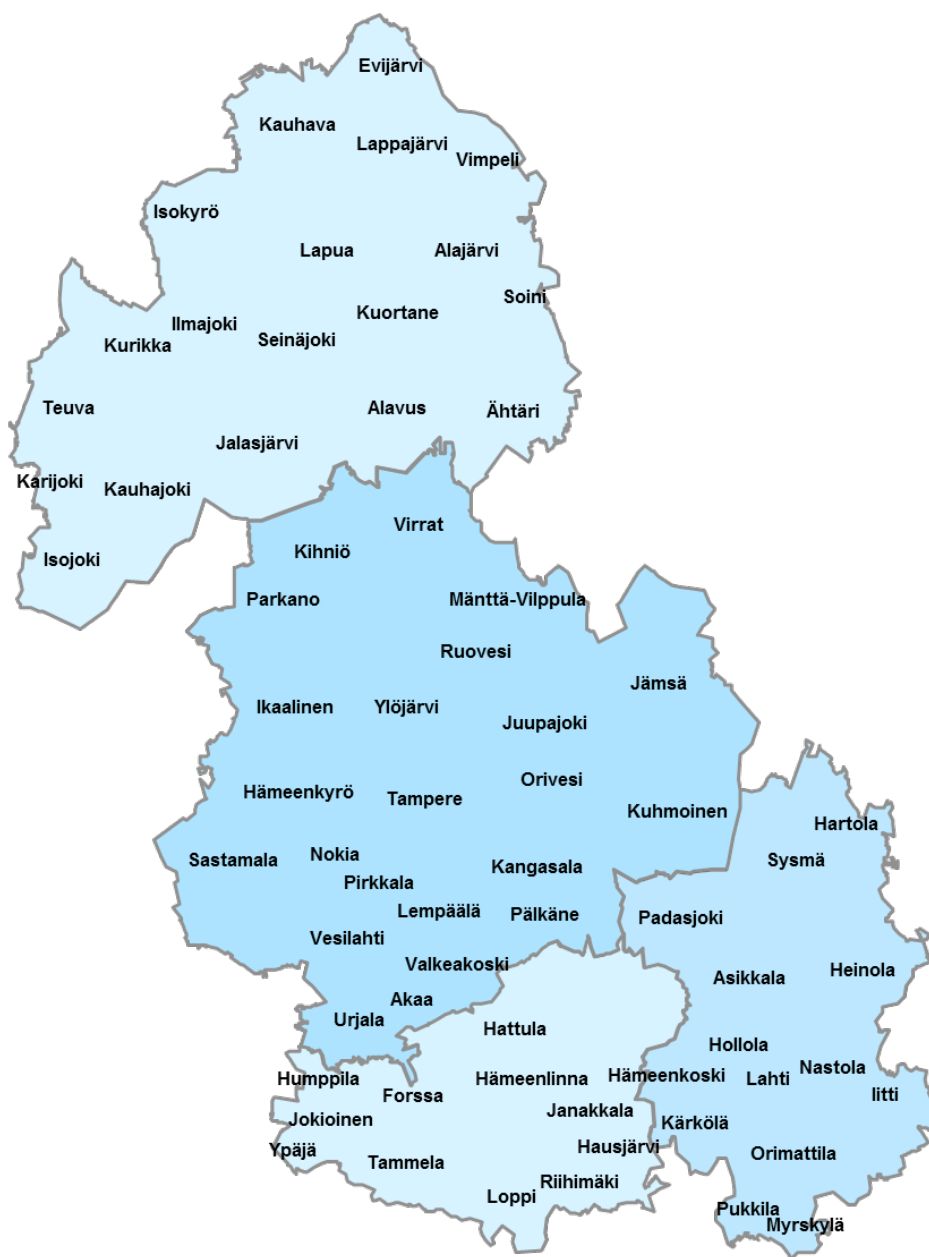 Evijärvi
Kauhava
Lappajärvi
Vimpeli
Isokyrö
Lapua
Alajärvi
Soini
Kuortane
Ilmajoki
Seinäjoki
Kurikka
Teuva
Alavus
Ähtäri
Jalasjärvi
Karijoki
Kauhajoki
Isojoki
Virrat
Kihniö
Parkano
Mänttä-Vilppula
Ruovesi
Jämsä
Ikaalinen
Ylöjärvi
Juupajoki
Orivesi
Hämeenkyrö
Tampere
Kuhmoinen
Hartola
Sastamala
Nokia
Sysmä
Kangasala
Pirkkala
Lempäälä
Pälkäne
Padasjoki
Vesilahti
Valkeakoski
Asikkala
Heinola
Akaa
Urjala
Hattula
Hollola
Nastola
Humppila
Hämeenlinna
Hämeenkoski
Lahti
Forssa
Iitti
Janakkala
Jokioinen
Kärkölä
Ypäjä
Hausjärvi
Orimattila
Tammela
Riihimäki
Loppi
Pukkila
Myrskylä